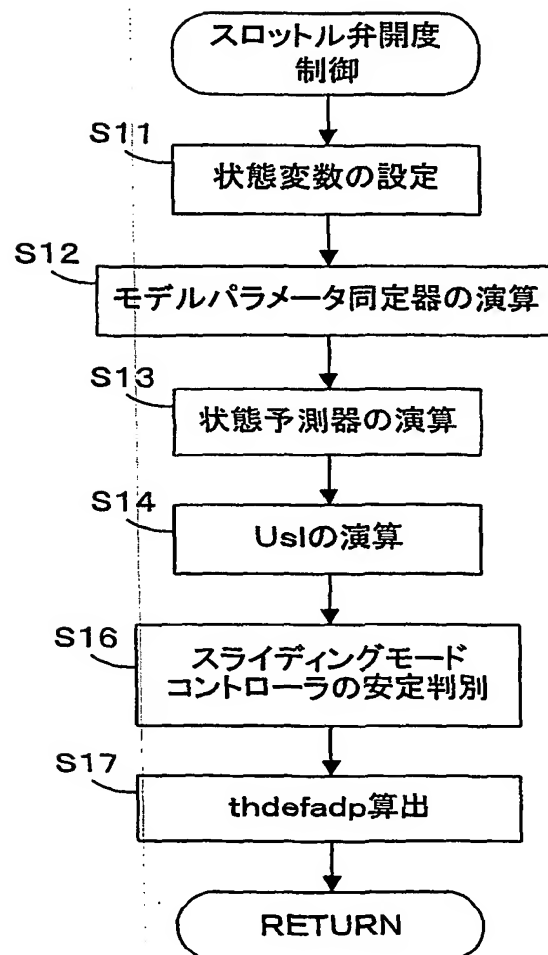 スロットル弁開度
制御
S11
状態変数の設定
S12
モデルパラメータ同定器の演算
S13
状態予測器の演算
S14
Uslの演算
S16
スライディングモード
コントローラの安定判別
S17
thdefadp算出
RETURN